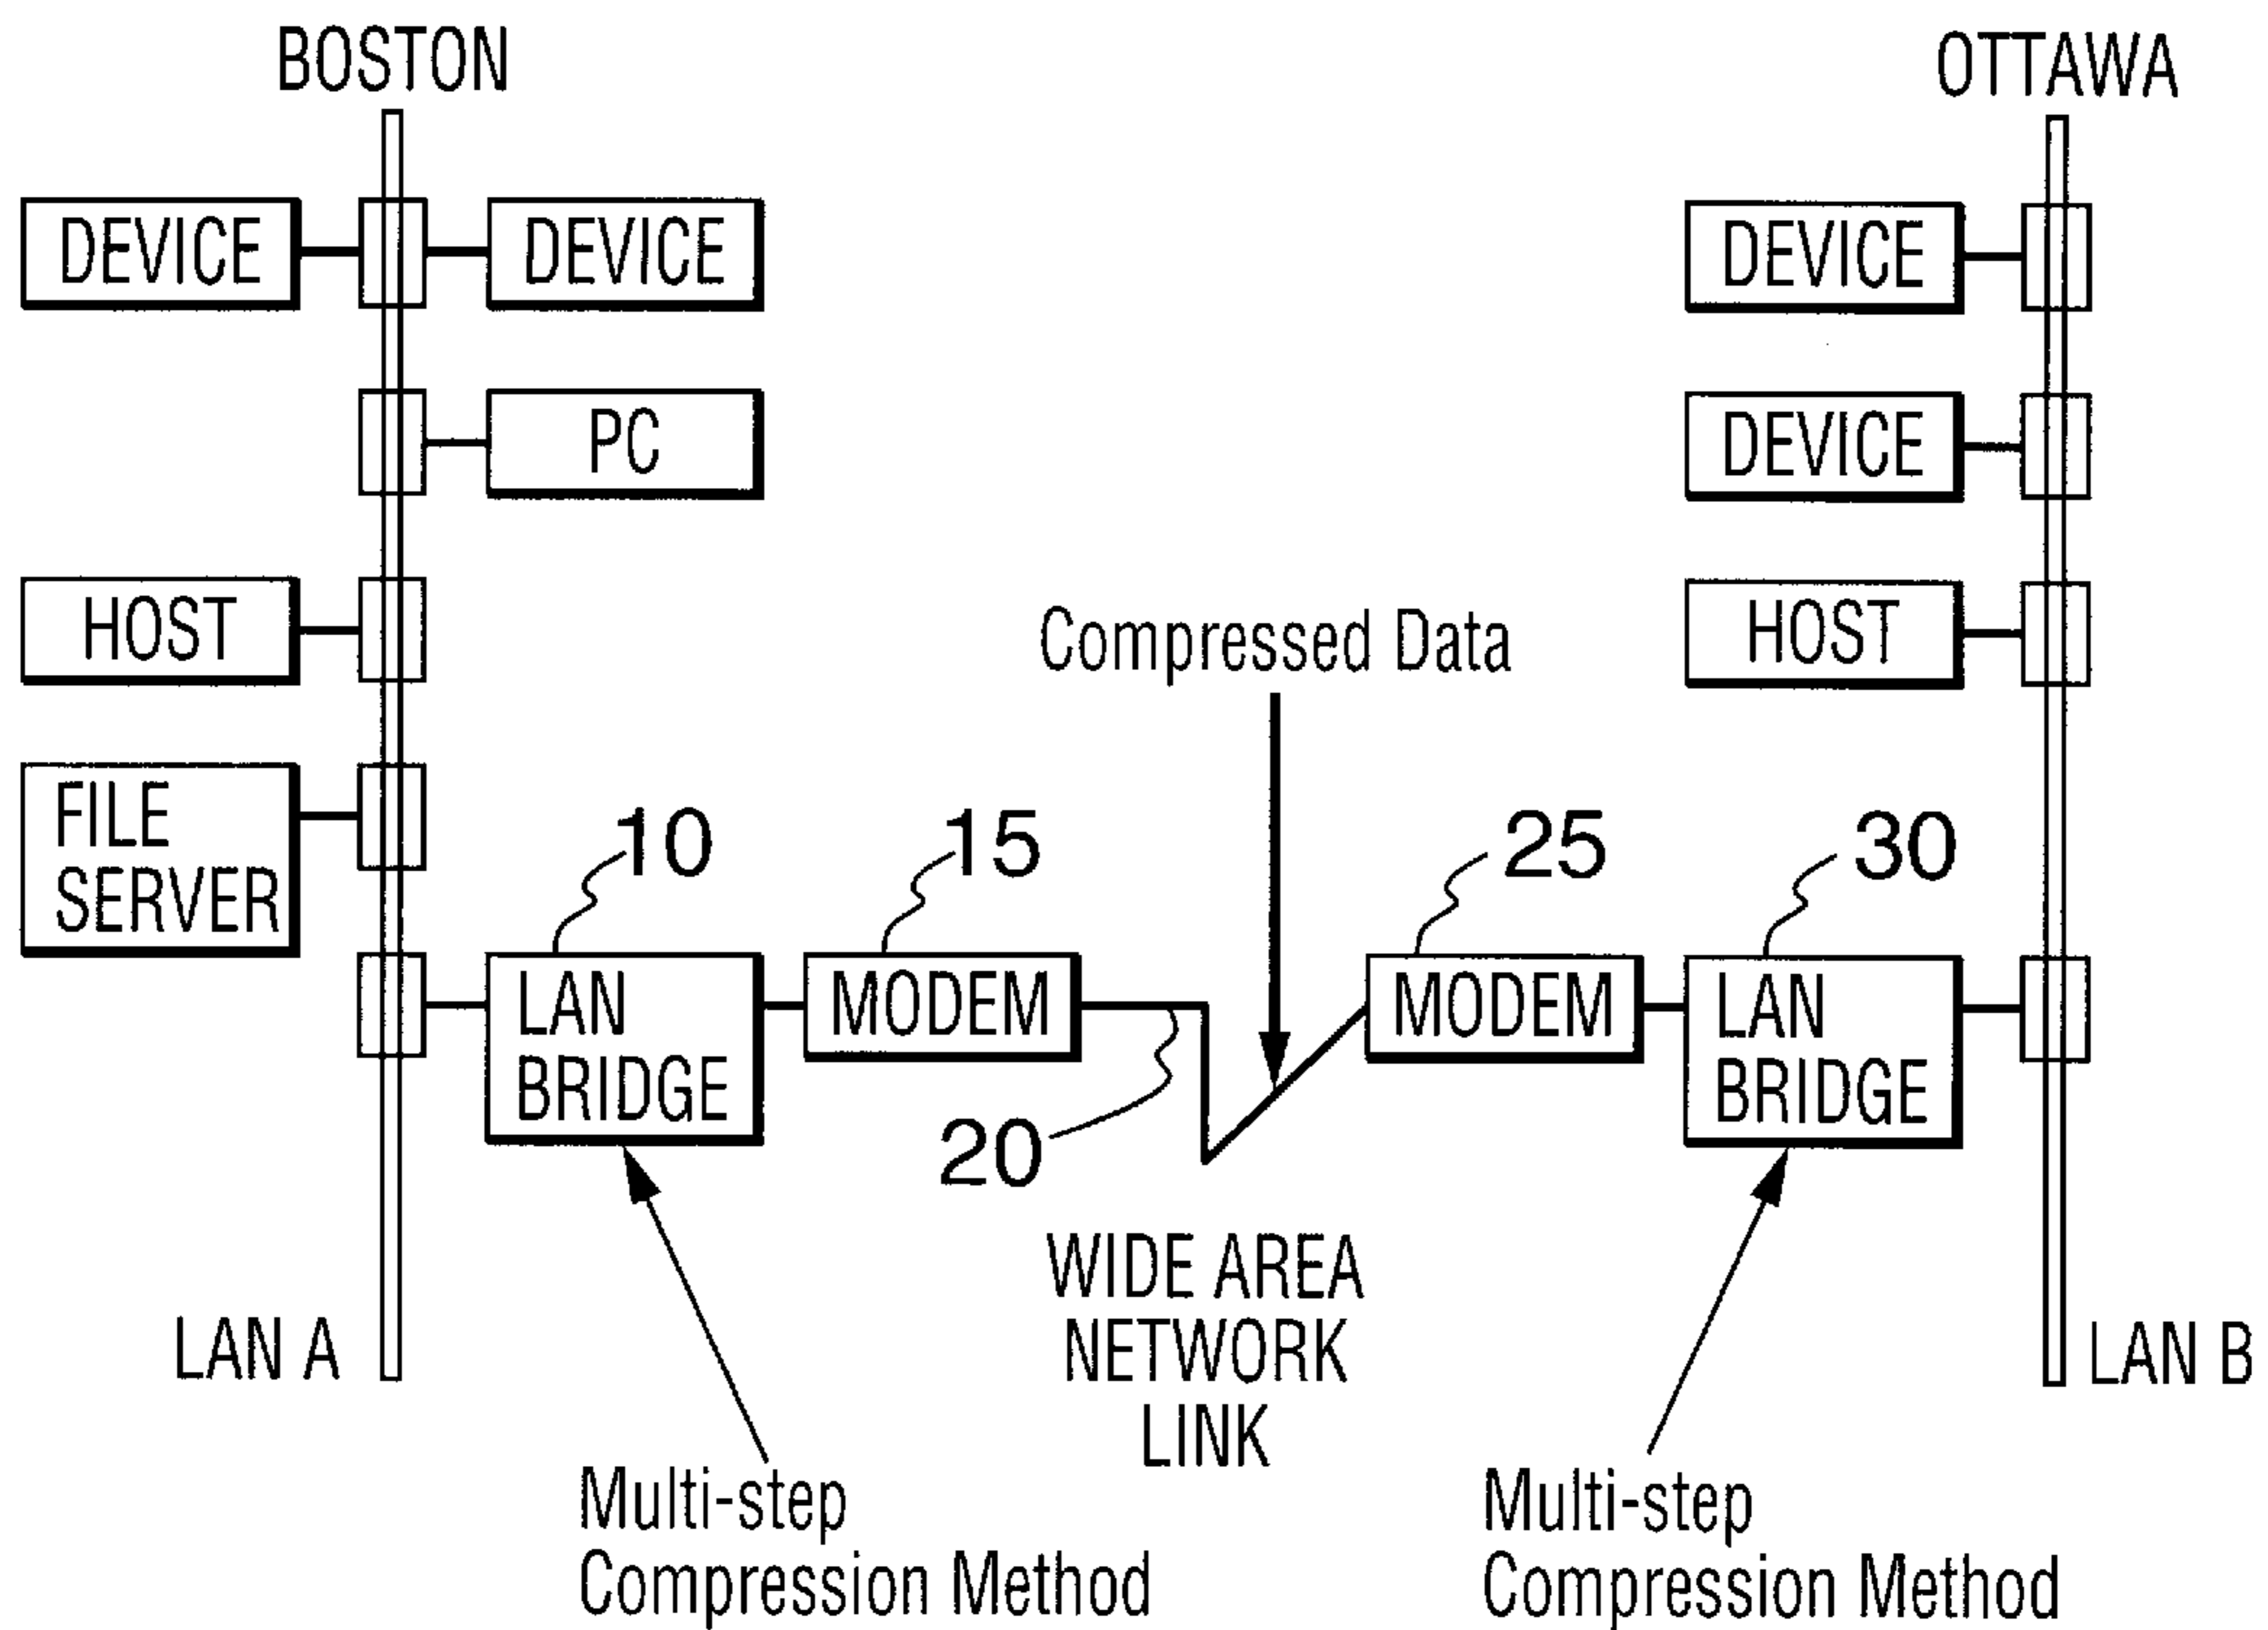 BOSTON
OTTAWA
DEVICE
DEVICE
DEVICE
PC
DEVICE
HOST
HOST
Compressed Data
FILE
SERVER
10
15
25
30
LAN
BRIDGE
MODEM
MODEM
LAN
BRIDGE
20
WIDE AREA
NETWORK
LINK
LAN A
LAN B
Multi-step
Compression Method
Multi-step
Compression Method